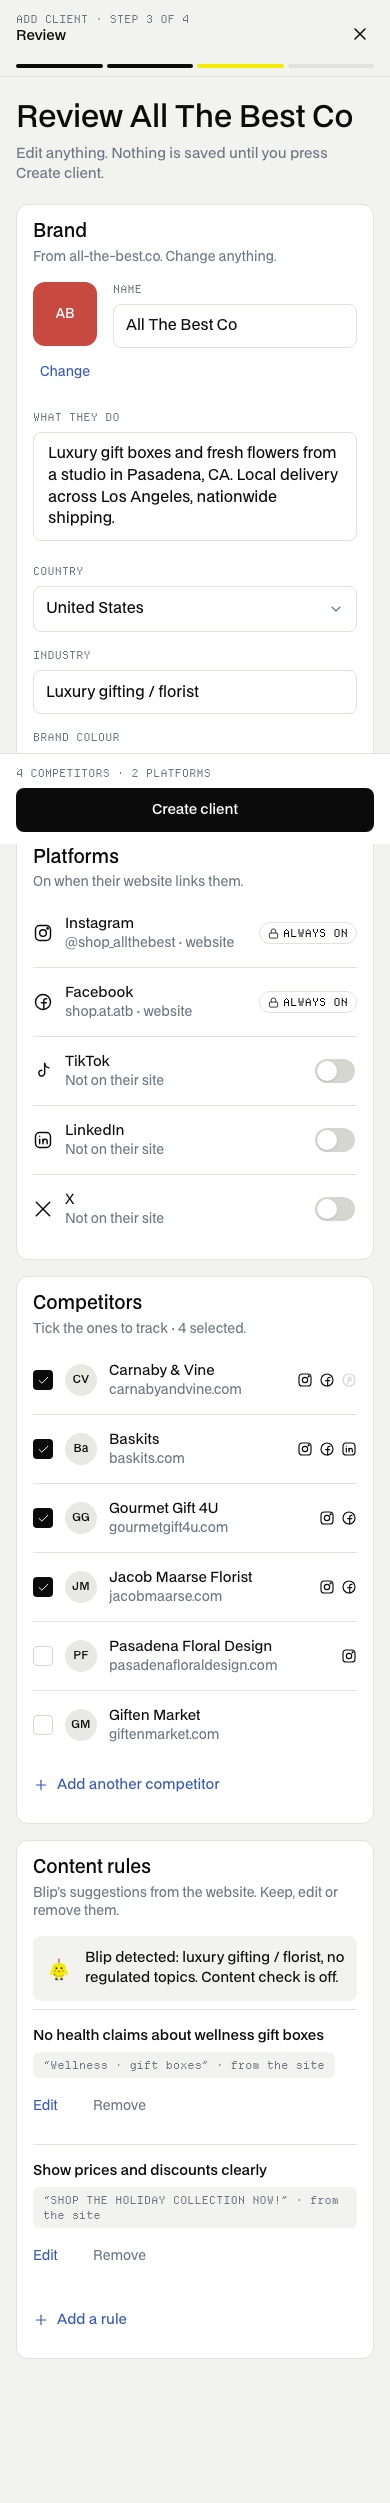 ADD CLIENT · STEP 3 OF 4
Review
Review All The Best Co
Edit anything. Nothing is saved until you press
Create client.
Brand
From all-the-best.co. Change anything.
AB
NAME
All The Best Co
Change
WHAT THEY DO
Luxury gift boxes and fresh flowers from
a studio in Pasadena, CA. Local delivery
across Los Angeles, nationwide
shipping.
COUNTRY
United States
INDUSTRY
Luxury gifting / florist
BRAND COLOUR
4 COMPETITORS · 2 PLATFORMS
Create client
Platforms
On when their website links them.
Instagram
@shop_allthebest · website
ALWAYS ON
Facebook
shop.at.atb · website
ALWAYS ON
TikTok
Not on their site
LinkedIn
Not on their site
X
Not on their site
Competitors
Tick the ones to track · 4 selected.
CV
Carnaby & Vine
carnabyandvine.com
Ba
Baskits
baskits.com
GG
Gourmet Gift 4U
gourmetgift4u.com
JM
Jacob Maarse Florist
jacobmaarse.com
PF
Pasadena Floral Design
pasadenafloraldesign.com
GM
Giften Market
giftenmarket.com
+ Add another competitor
Content rules
Blip's suggestions from the website. Keep, edit or
remove them.
Blip detected: luxury gifting / florist, no
regulated topics. Content check is off.
No health claims about wellness gift boxes
“Wellness · gift boxes” · from the site
Edit Remove
Show prices and discounts clearly
“SHOP THE HOLIDAY COLLECTION NOW!” · from
the site
Edit Remove
+ Add a rule